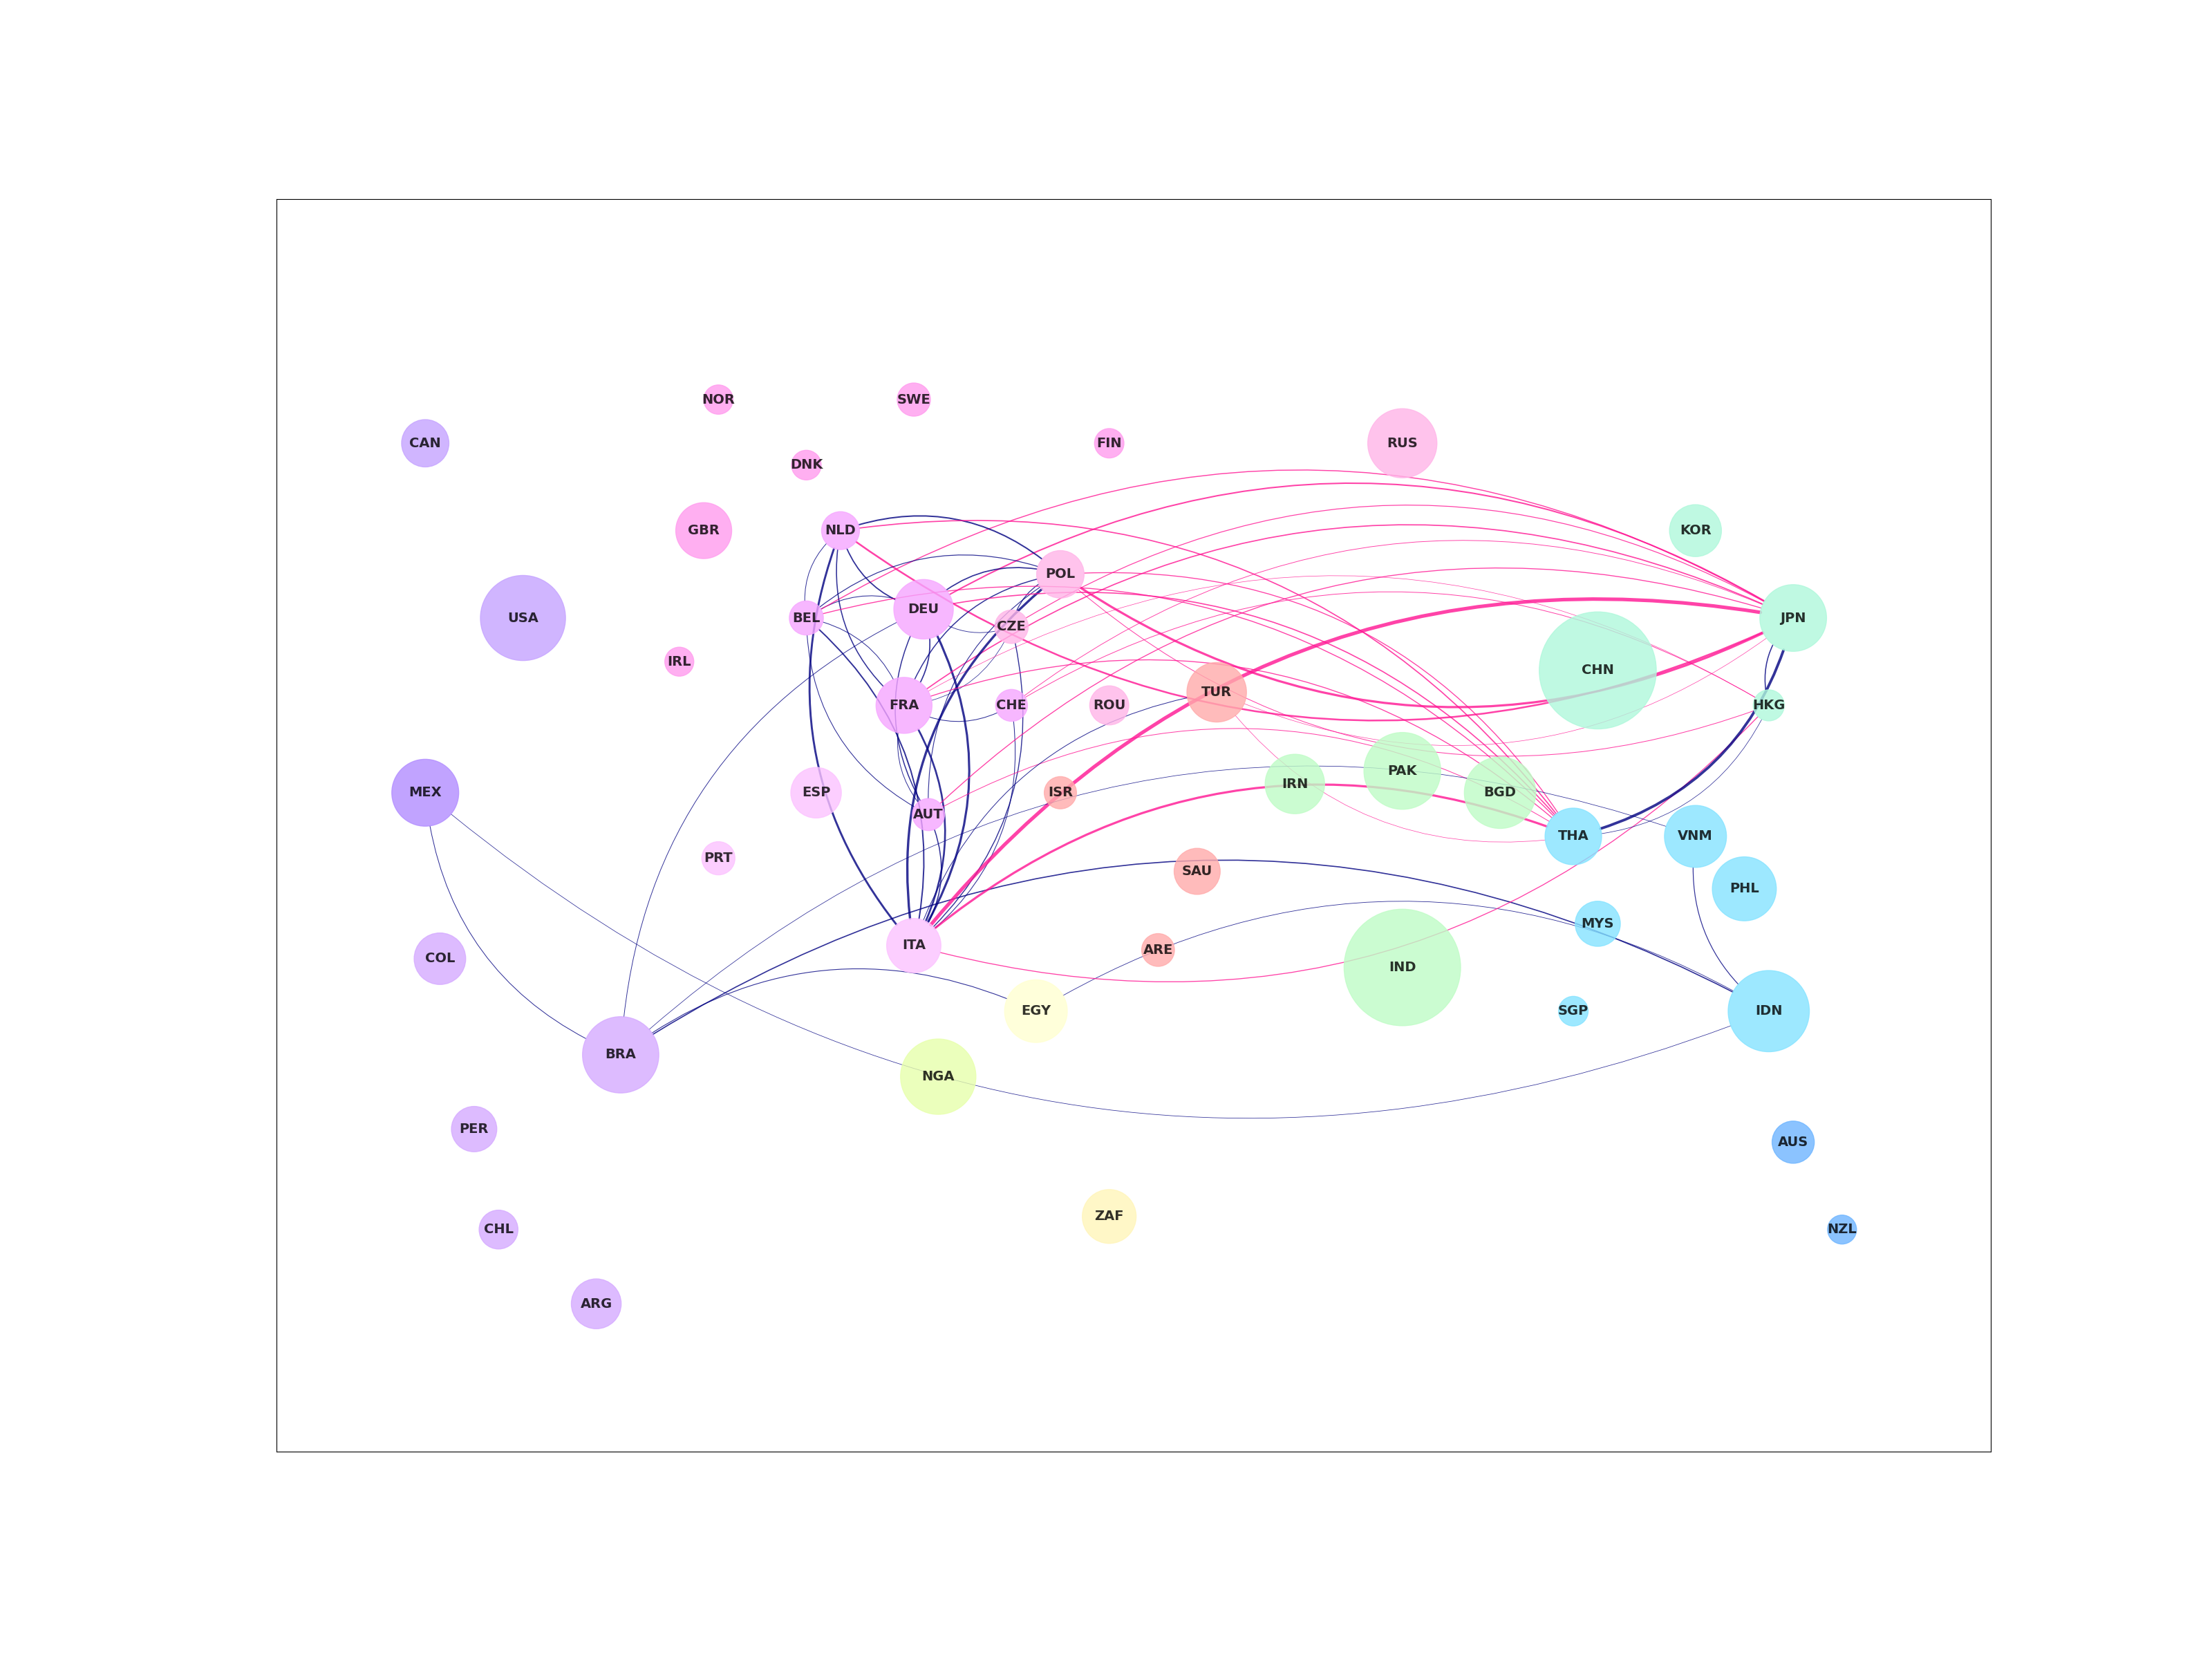 NOR
SWE
CAN
FIN
RUS
DNK
GBR
NLD
KOR
POL
DEU
USA
BEL
CZE
JPN
IRL
CHN
TUR
FRA
CHE
ROU
HKG
PAK
IRN
MEX
ESP
ISR
BGD
AUT
THA
VNM
PRT
SAU
PHL
MYS
ITA
ARE
COL
IND
EGY
SGP
IDN
BRA
NGA
PER
AUS
ZAF
CHL
NZL
ARG